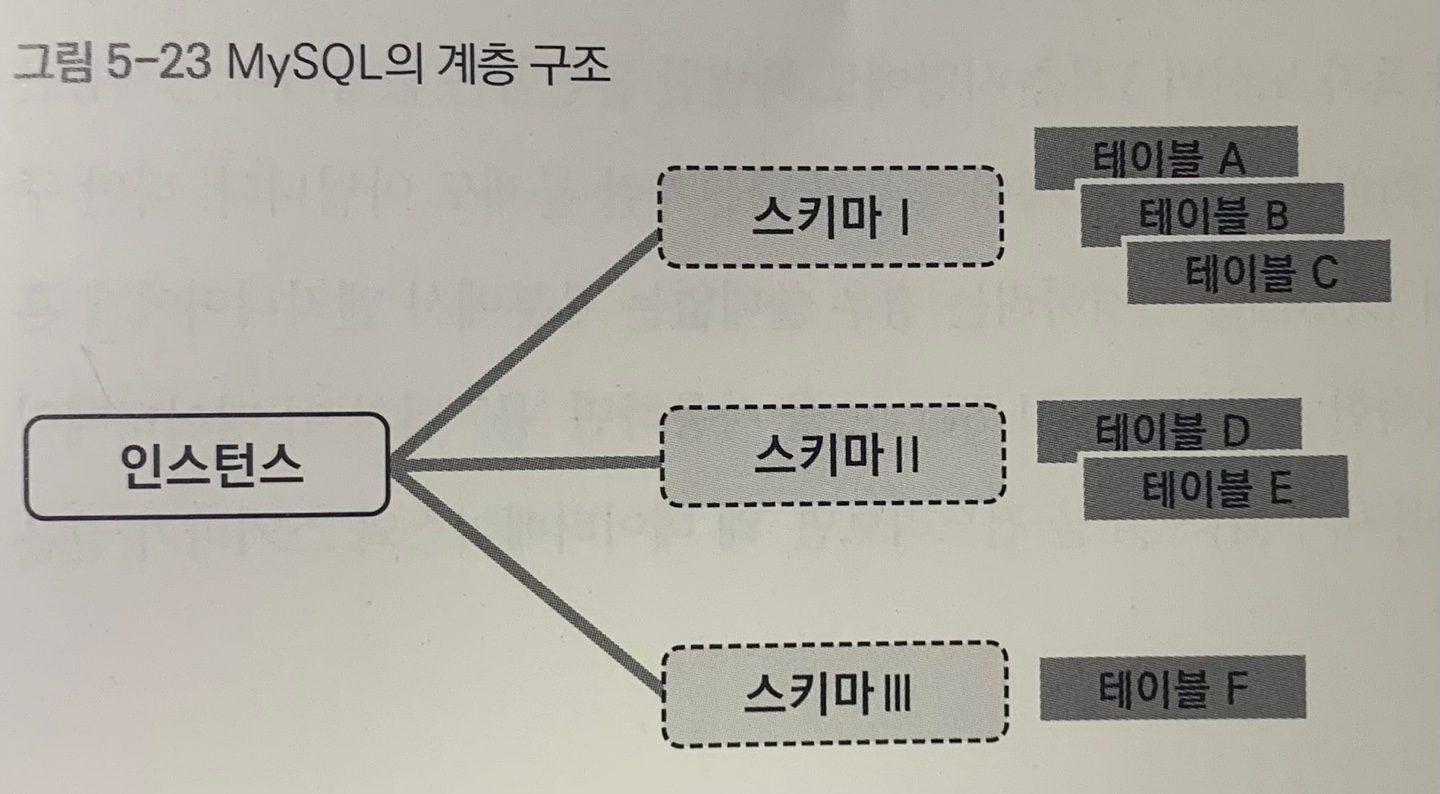 그림 5-23 MySQL의 계층 구조
테이블 A
스키마 Ⅰ
테이블 B
테이블 C
인스턴스
스키마 Ⅱ
테이블 D
테이블 E
스키마 Ⅲ
테이블 F